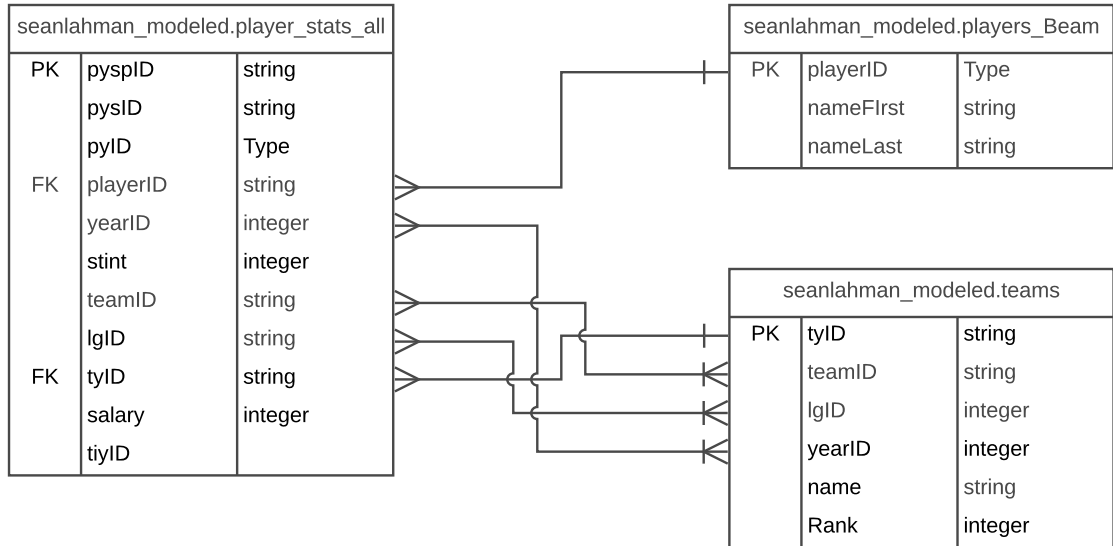 seanlahman_modeled.player_stats_all
PK pyspID string
pysID string
pyID Type
FK playerID string
yearID integer
stint integer
teamID string
lgID string
FK tyID string
salary integer
tiyID
seanlahman_modeled.players_Beam
PK playerID Type
nameFIrst string
nameLast string
seanlahman_modeled.teams
PK tyID string
teamID string
lgID integer
yearID integer
name string
Rank integer